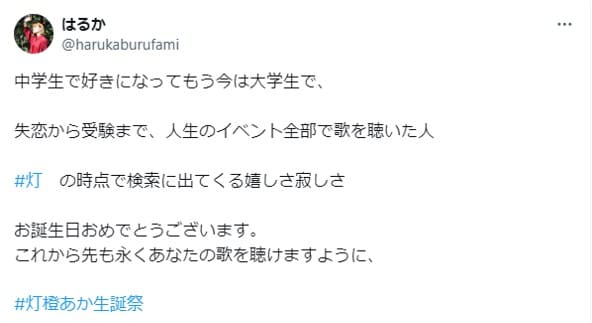 はるか
@harukaburufami
中学生で好きになってもう今は大学生で、
失恋から受験まで、人生のイベント全部で歌を聴いた人
#灯　の時点で検索に出てくる嬉しさ寂しさ
お誕生日おめでとうございます。
これから先も永くあなたの歌を聴けますように、
#灯橙あか生誕祭